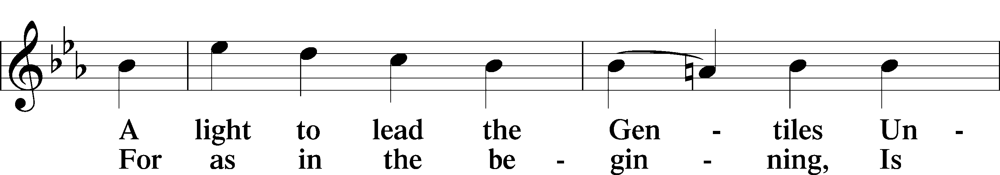 A light to lead the Gen - tiles Un -
For as in the be - gin - ning, Is